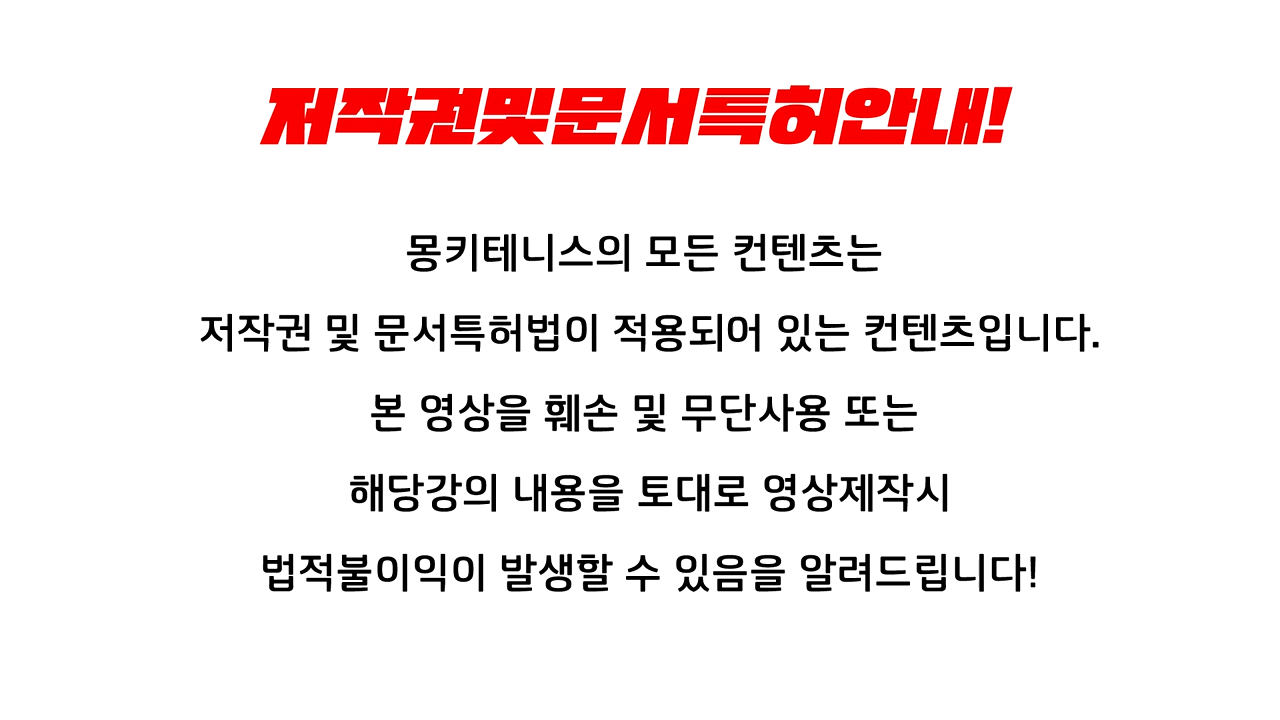 저작권및문서특허안내!
몽키테니스의 모든 컨텐츠는
저작권 및 문서특허법이 적용되어 있는 컨텐츠입니다.
본 영상을 훼손 및 무단사용 또는
해당강의 내용을 토대로 영상제작시
법적불이익이 발생할 수 있음을 알려드립니다!